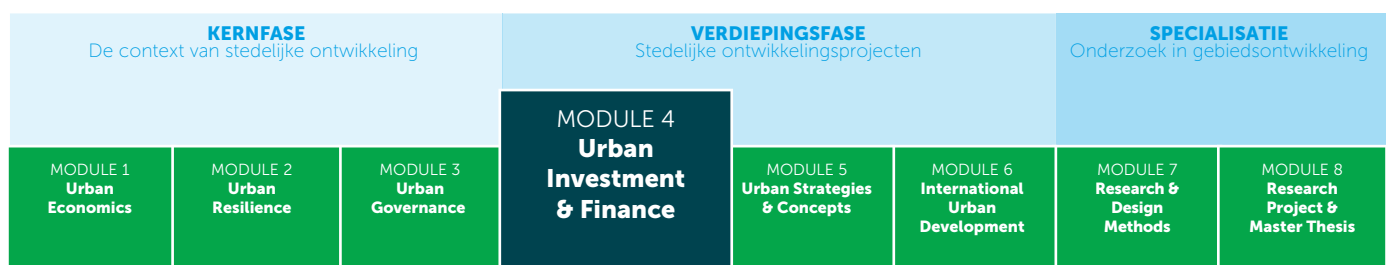 KERNFASE
De context van stedelijke ontwikkeling
VERDIEPINGSFASE
Stedelijke ontwikkelingsprojecten
SPECIALISATIE
Onderzoek in gebiedsontwikkeling
MODULE 1
Urban
Economics
MODULE 2
Urban
Resilience
MODULE 3
Urban
Governance
MODULE 4
Urban
Investment
& Finance
MODULE 5
Urban Strategies
& Concepts
MODULE 6
International
Urban
Development
MODULE 7
Research &
Design
Methods
MODULE 8
Research
Project &
Master Thesis